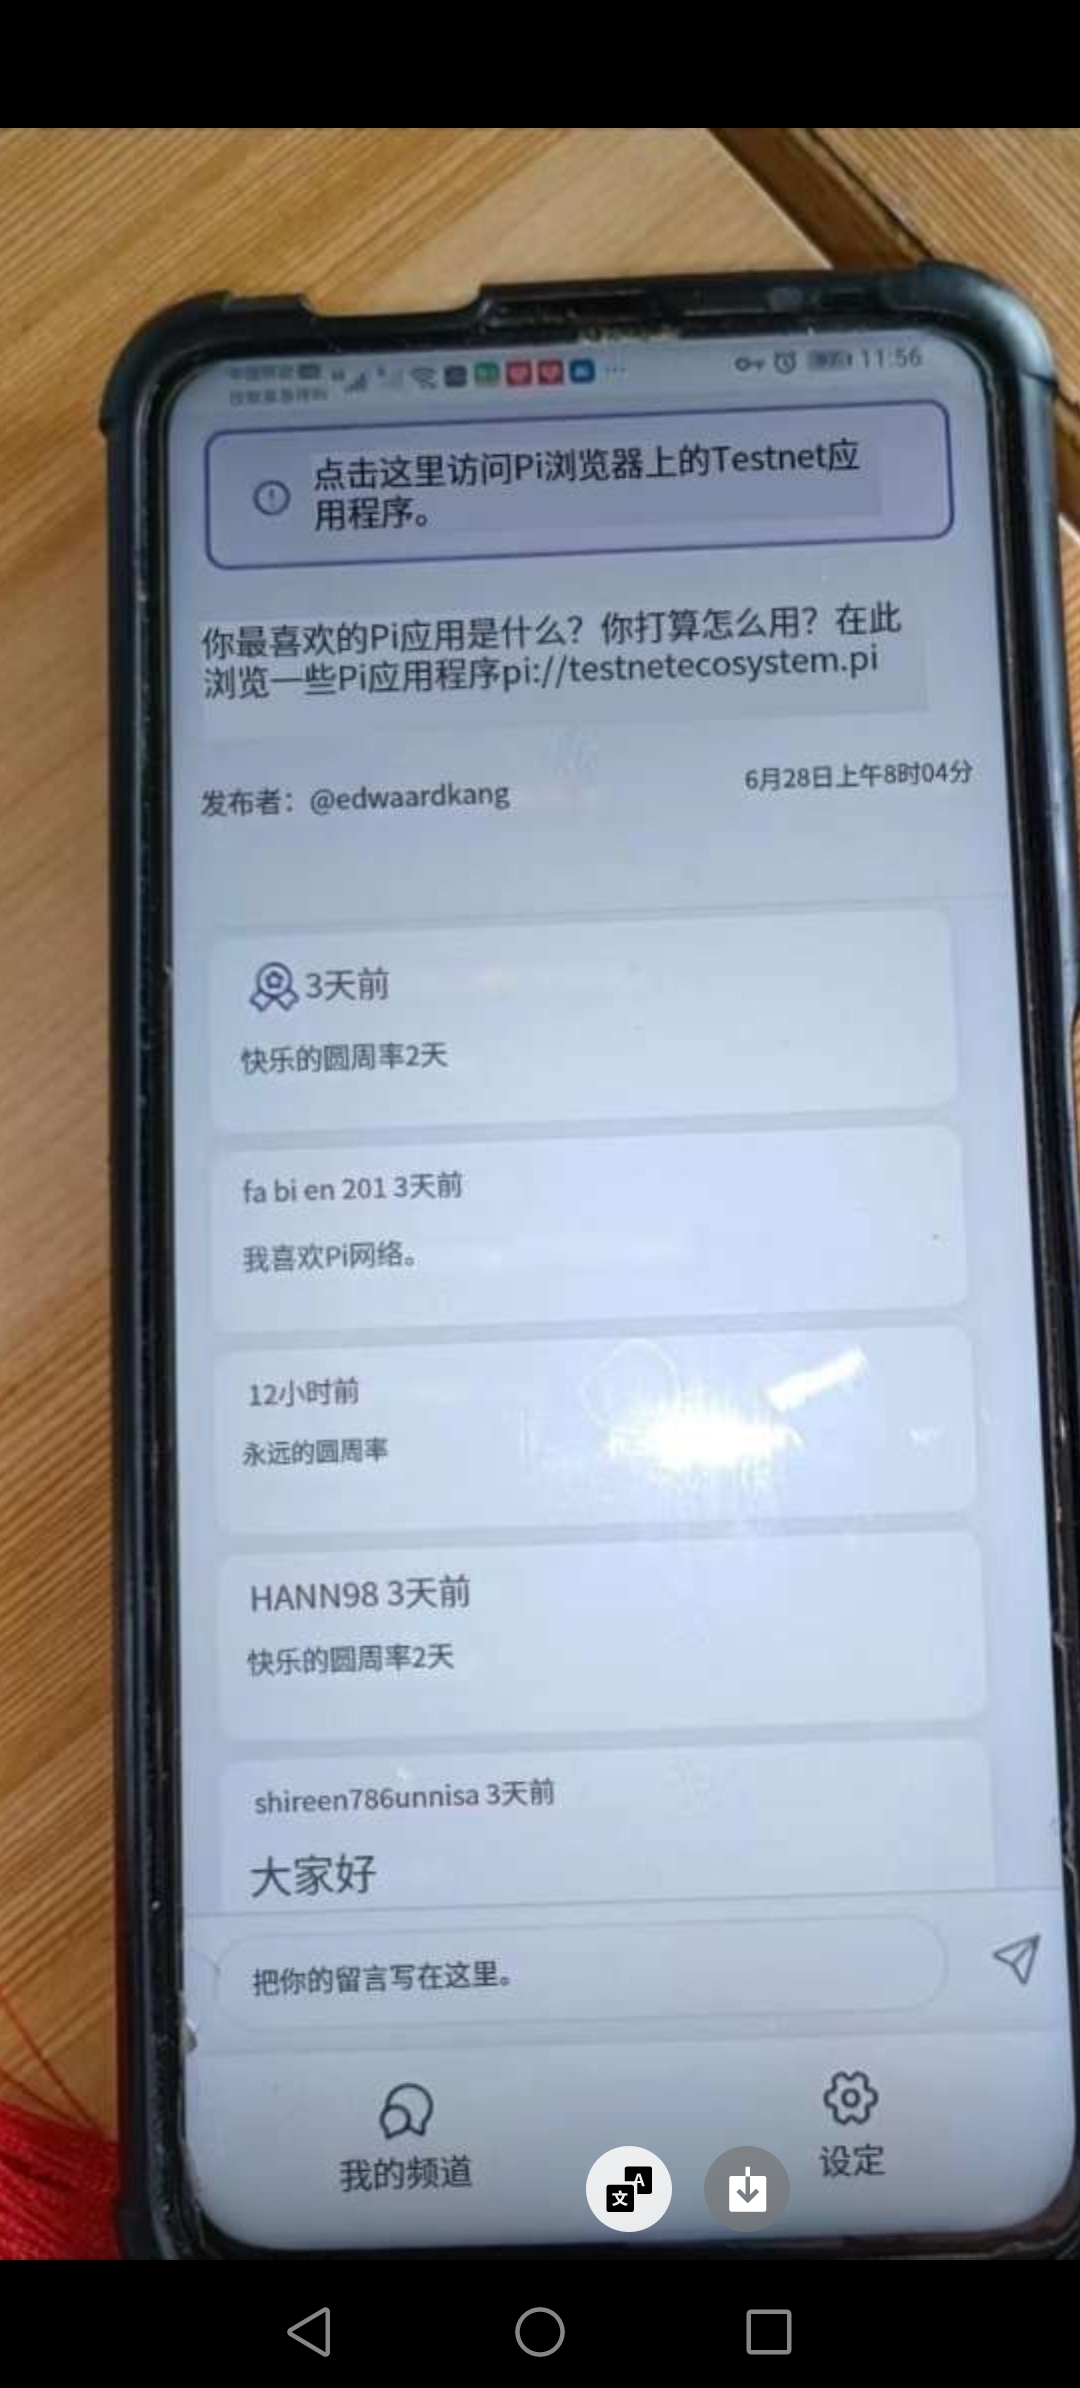 11:56
点击这里访问Pi浏览器上的Testnet应
用程序。
你最喜欢的Pi应用是什么？你打算怎么用？在此
浏览一些Pi应用程序pi://testnetecosystem.pi
发布者：@edwaardkang
6月28日上午8时04分
3天前
快乐的圆周率2天
fa bi en 201 3天前
我喜欢Pi网络。
12小时前
永远的圆周率
HANN98 3天前
快乐的圆周率2天
shireen786unnisa 3天前
大家好
把你的留言写在这里。
我的频道
设定